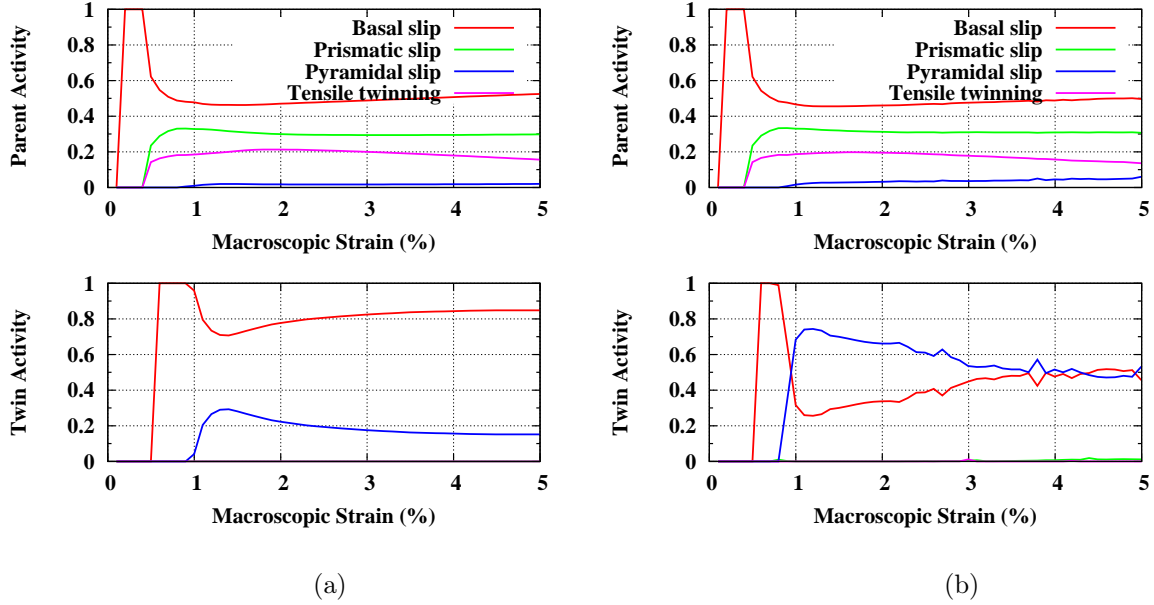 Parent Activity
1
0.8
0.6
0.4
0.2
0
0 1 2 3 4 5
Macroscopic Strain (%)
Basal slip
Prismatic slip
Pyramidal slip
Tensile twinning
Parent Activity
1
0.8
0.6
0.4
0.2
0
0 1 2 3 4 5
Macroscopic Strain (%)
Basal slip
Prismatic slip
Pyramidal slip
Tensile twinning
Twin Activity
1
0.8
0.6
0.4
0.2
0
0 1 2 3 4 5
Macroscopic Strain (%)
Twin Activity
1
0.8
0.6
0.4
0.2
0
0 1 2 3 4 5
Macroscopic Strain (%)
(a)
(b)